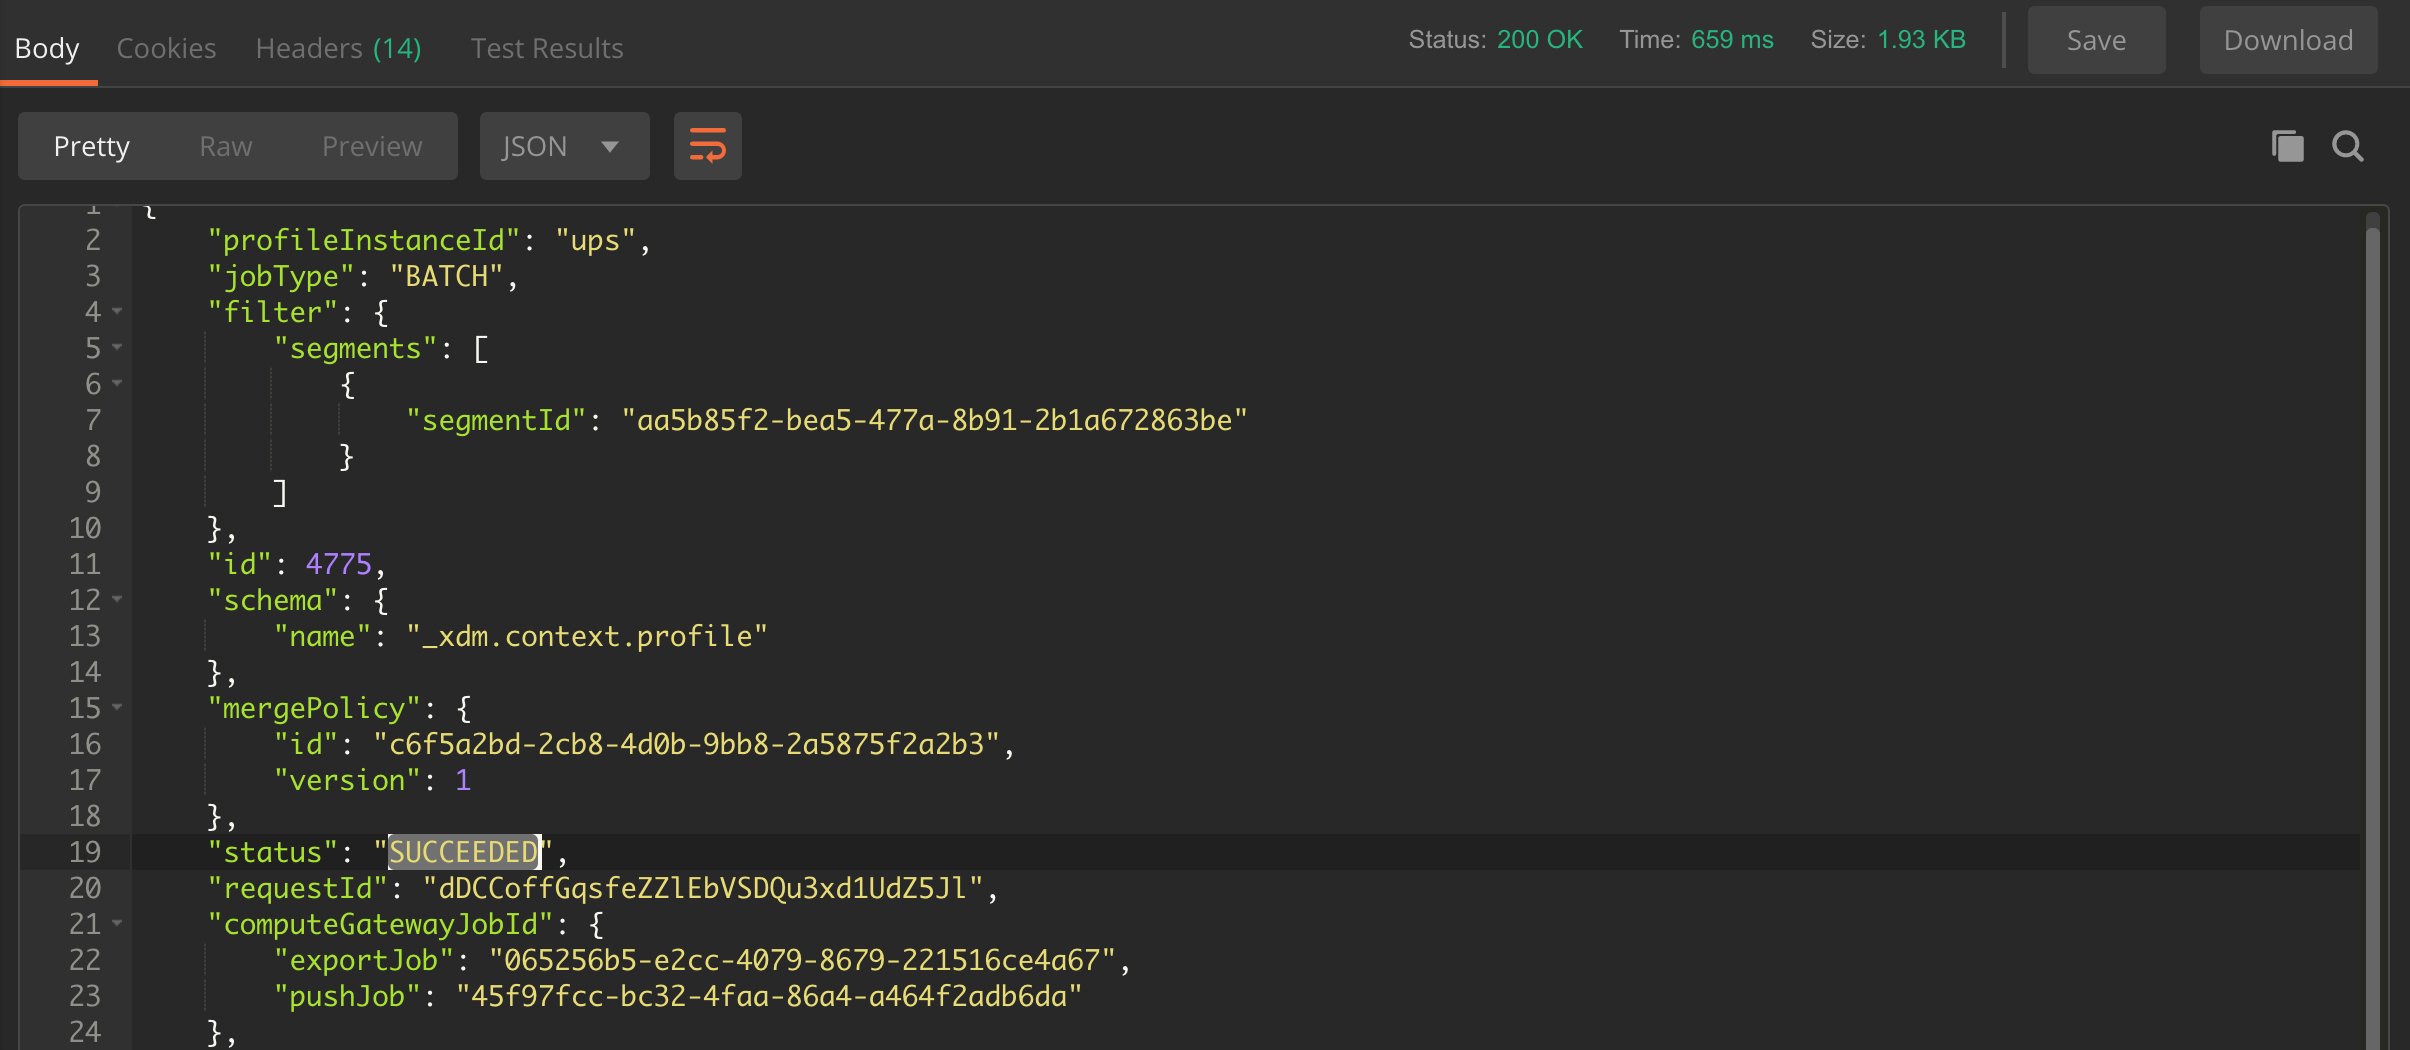 Body Cookies Headers (14) Test Results Status: 200 OK Time: 659 ms Size: 1.93 KB Save Download
Pretty Raw Preview JSON
1 {
2 "profileInstanceId": "ups",
3 "jobType": "BATCH",
4 "filter": {
5 "segments": [
6 {
7 "segmentId": "aa5b85f2-bea5-477a-8b91-2b1a672863be"
8 }
9 ]
10 },
11 "id": 4775,
12 "schema": {
13 "name": "_xdm.context.profile"
14 },
15 "mergePolicy": {
16 "id": "c6f5a2bd-2cb8-4d0b-9bb8-2a5875f2a2b3",
17 "version": 1
18 },
19 "status": "SUCCEEDED",
20 "requestId": "dDCCoffGqsfeZZlEbVSDQu3xd1UdZ5Jl",
21 "computeGatewayJobId": {
22 "exportJob": "065256b5-e2cc-4079-8679-221516ce4a67",
23 "pushJob": "45f97fcc-bc32-4faa-86a4-a464f2adb6da"
24 },